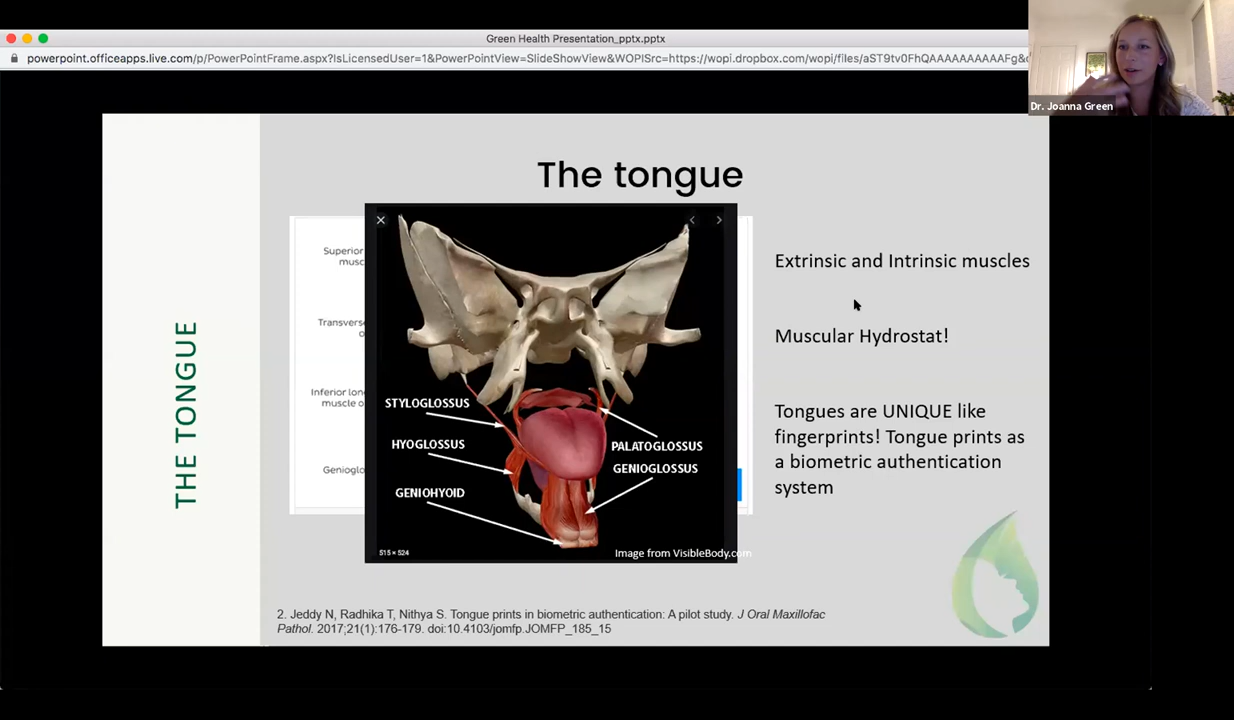 Green Health Presentation_pptx.pptx
powerpoint.officeapps.live.com/p/PowerPointFrame.aspx?IsLicensedUser=1&PowerPointView=SlideShowView&WOPISrc=https://wopi.dropbox.com/wopi/files/aST9tv0FhQAAAAAAAAAAFg&
Dr. Joanna Green
THE TONGUE
The tongue
Superior
musc
Transverse
o
Inferior lon
muscle o
Genioglo
STYLOGLOSSUS
HYOGLOSSUS
GENIOHYOID
PALATOGLOSSUS
GENIOGLOSSUS
515 × 524
Image from VisibleBody.com
Extrinsic and Intrinsic muscles
Muscular Hydrostat!
Tongues are UNIQUE like
fingerprints! Tongue prints as
a biometric authentication
system
2. Jeddy N, Radhika T, Nithya S. Tongue prints in biometric authentication: A pilot study. J Oral Maxillofac
Pathol. 2017;21(1):176-179. doi:10.4103/jomfp.JOMFP_185_15